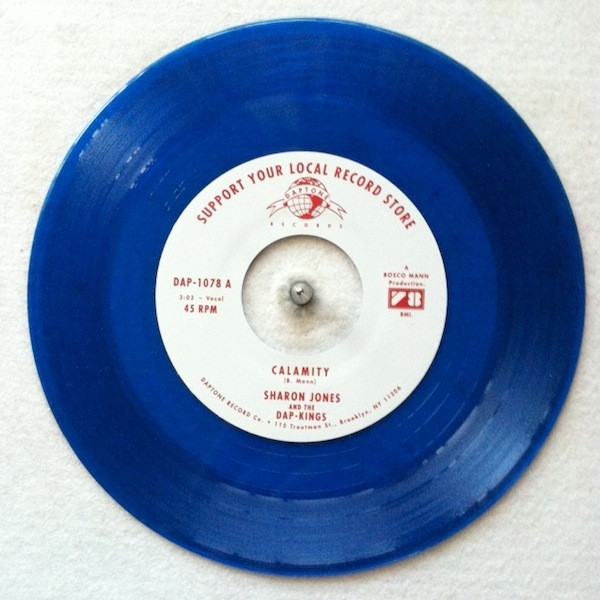 SUPPORT YOUR LOCAL RECORD STORE
DAPTONE
RECORDS
DAP-1078 A
3:03 – Vocal
45 RPM
A
BOSCO MANN
Production.
78
BMI.
CALAMITY
(B. Mann)
SHARON JONES
AND THE
DAP-KINGS
DAPTONE RECORD Co. • 115 Troutman St., Brooklyn, NY 11206